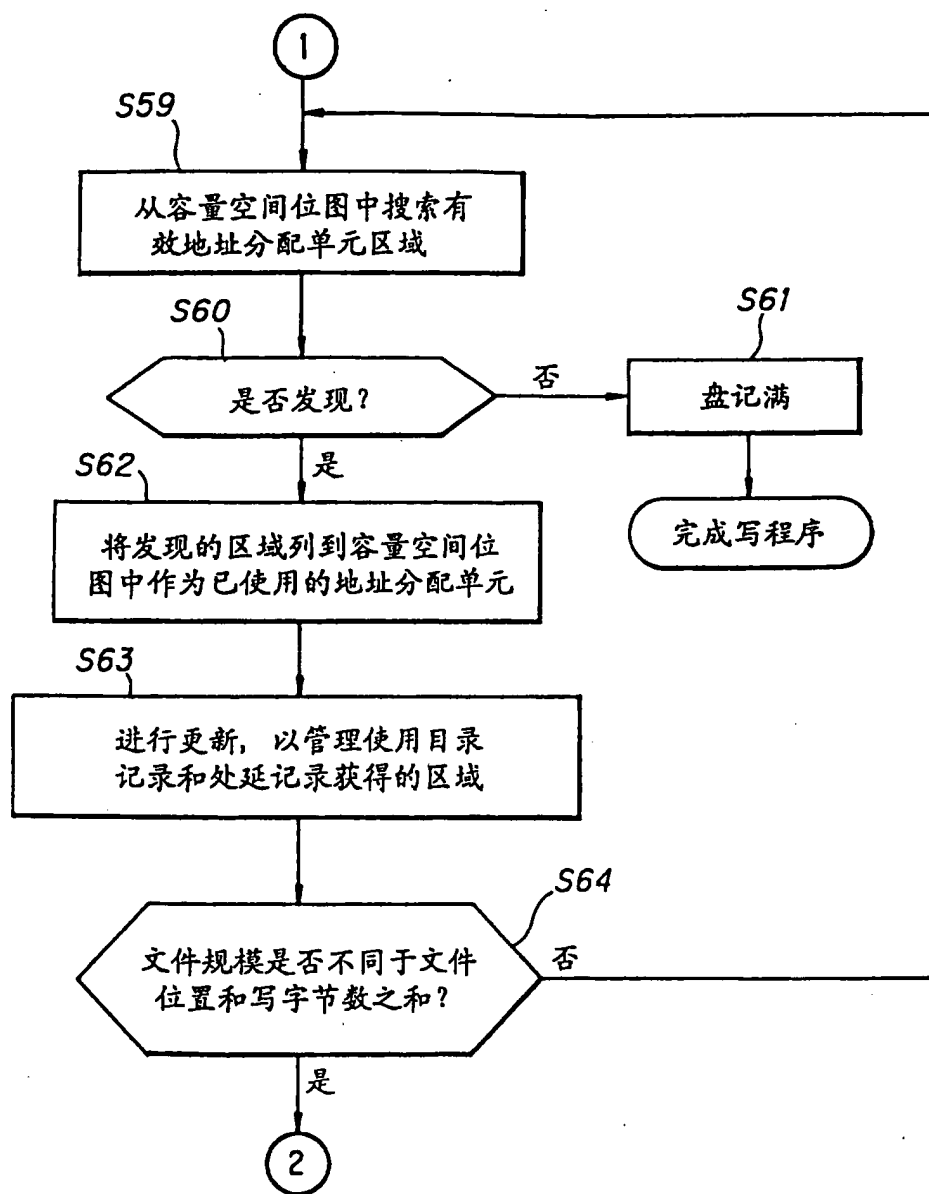 1
S59
从容量空间位图中搜索有
效地址分配单元区域
S60
是否发现?
否
S61
盘记满
完成写程序
是
S62
将发现的区域列到容量空间位
图中作为已使用的地址分配单元
S63
进行更新, 以管理使用目录
记录和处延记录获得的区域
S64
文件规模是否不同于文件
位置和写字节数之和?
否
是
2